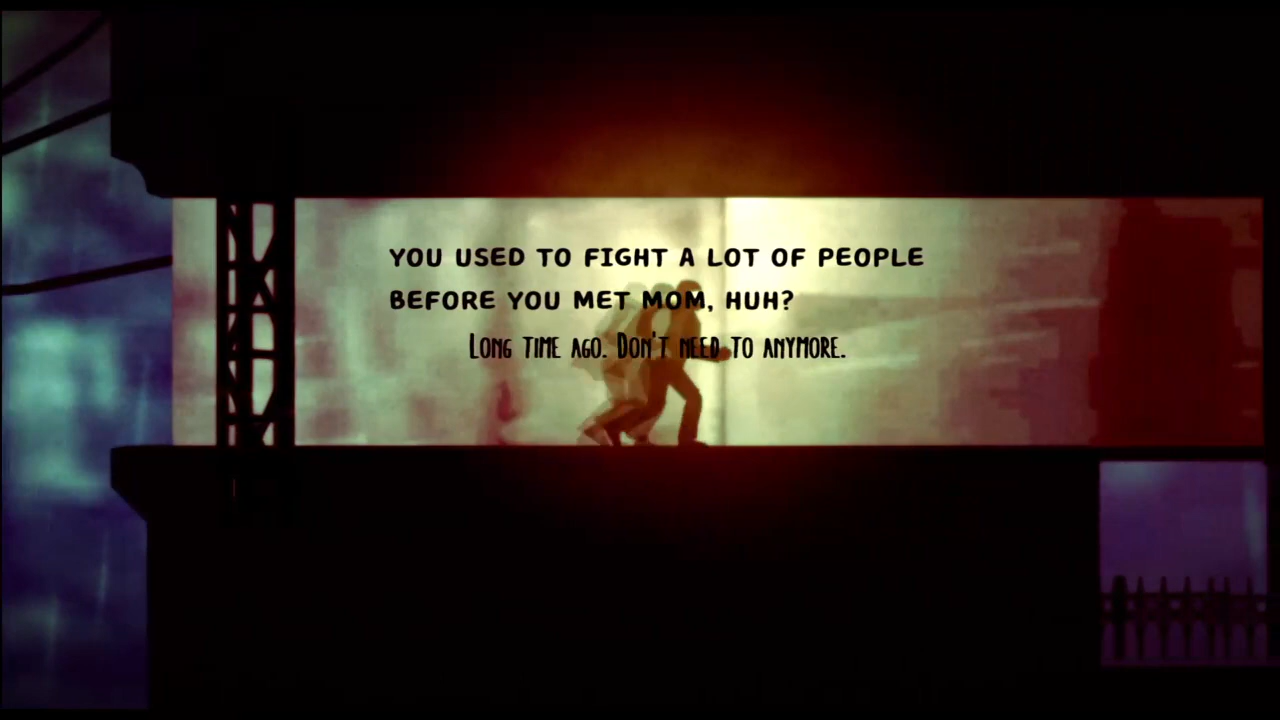 YOU USED TO FIGHT A LOT OF PEOPLE
BEFORE YOU MET MOM, HUH?
LONG TIME AGO. DON'T NEED TO ANYMORE.